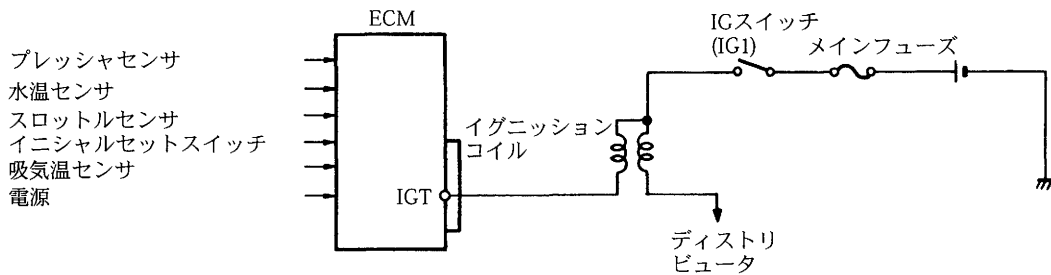 ECM
プレッシャセンサ
水温センサ
スロットルセンサ
イニシャルセットスイッチ
吸気温センサ
電源
IGT
イグニッション
コイル
IGスイッチ
(IG1)
メインフューズ
ディストリ
ビュータ